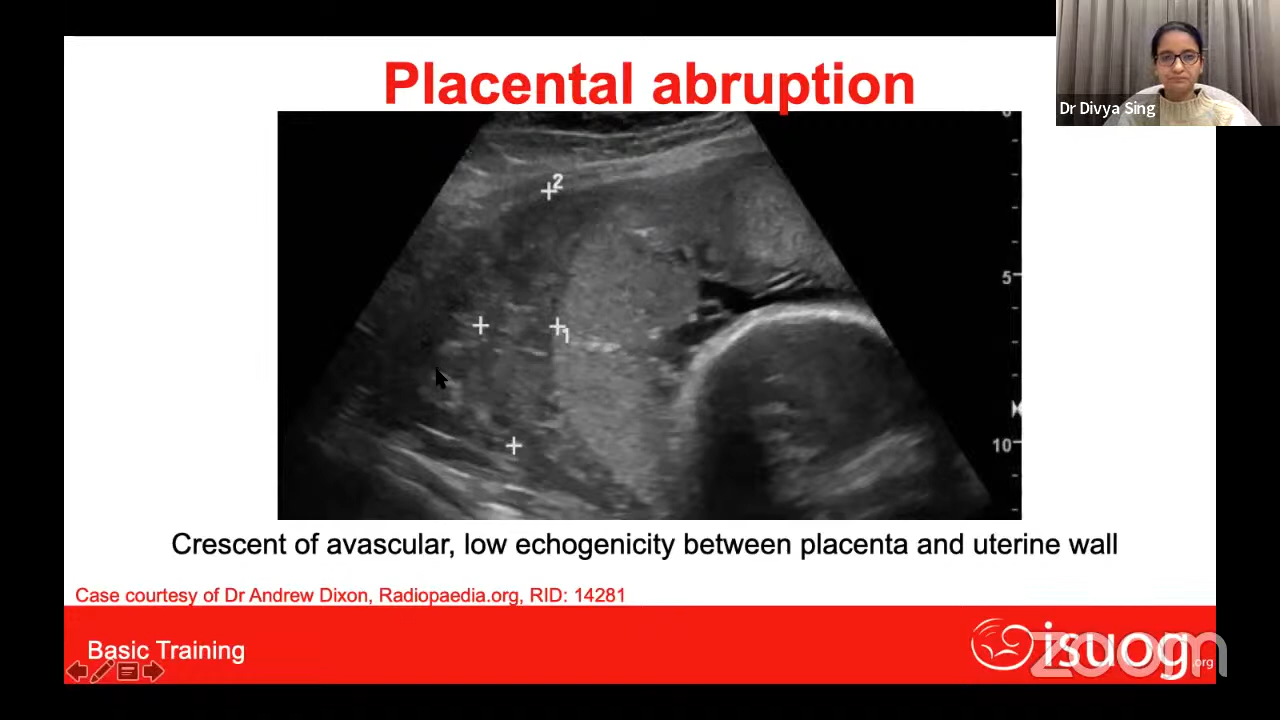 Placental abruption
Dr Divya Sing
2
1
5
10
Crescent of avascular, low echogenicity between placenta and uterine wall
Case courtesy of Dr Andrew Dixon, Radiopaedia.org, RID: 14281
Basic Training
isuog.org
zoom